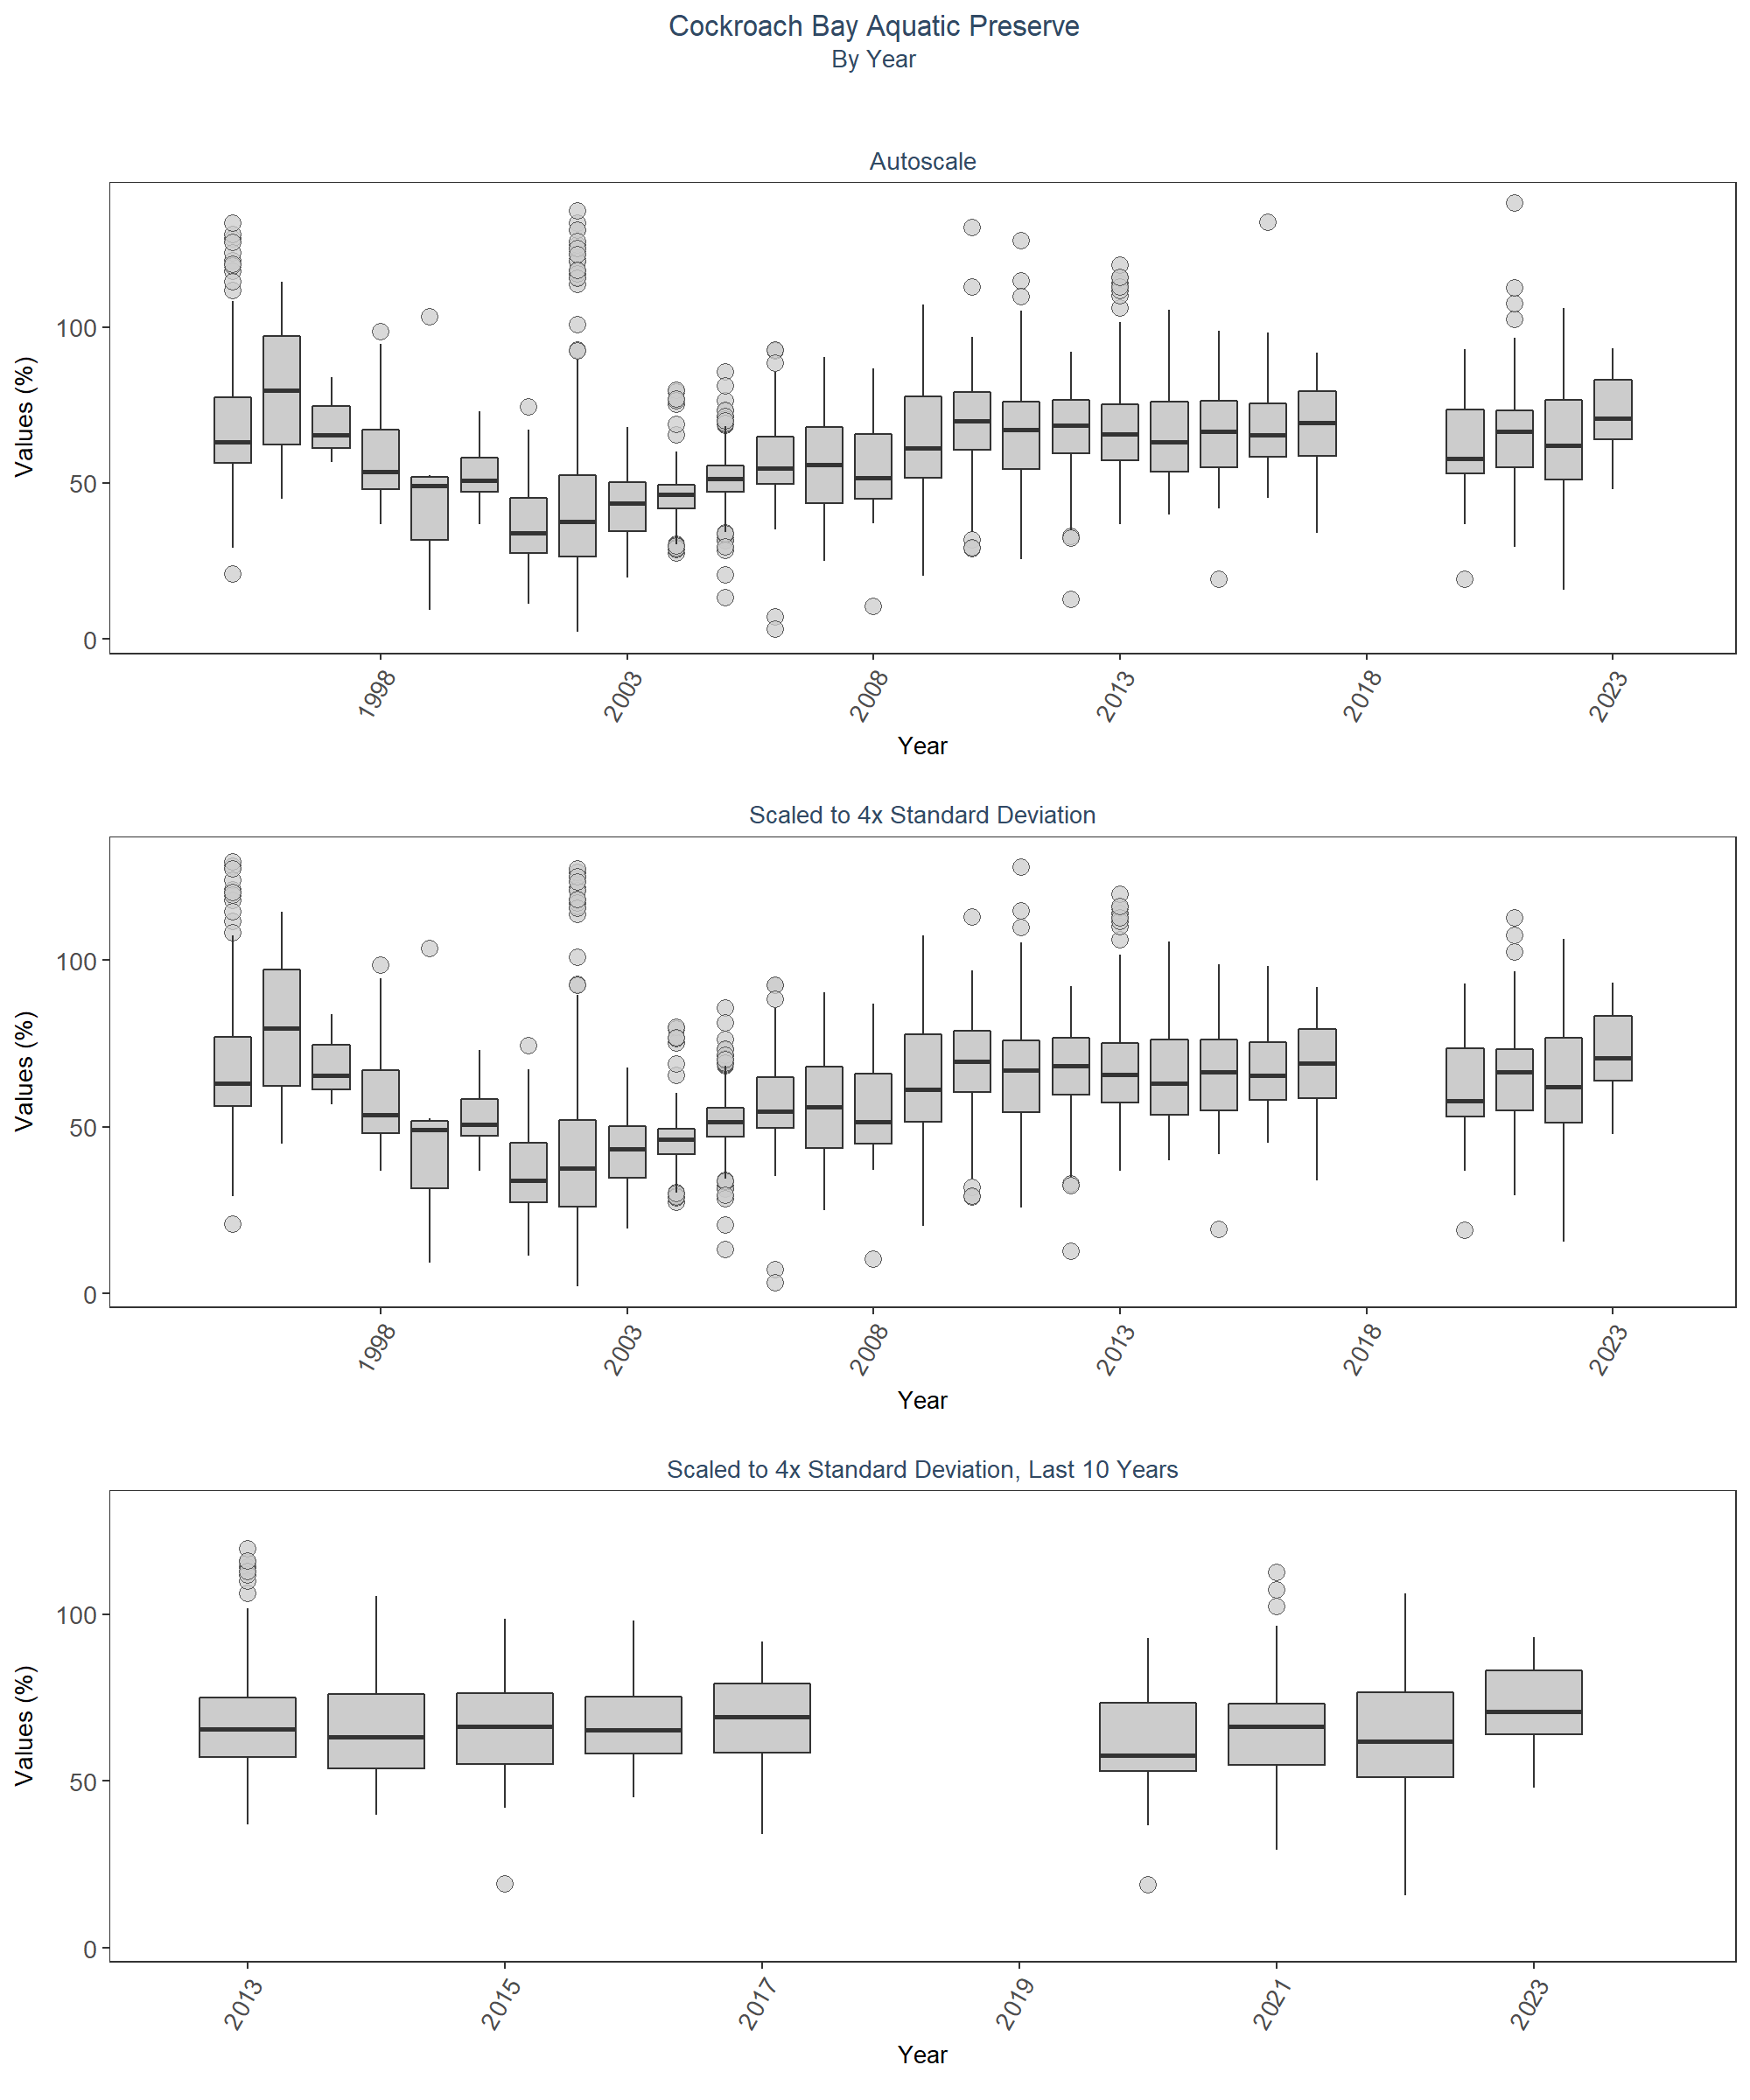 Cockroach Bay Aquatic Preserve
By Year
Autoscale
Values (%)
100
50
0
1998
2003
2008
2013
2018
2023
Year
Scaled to 4x Standard Deviation
Values (%)
100
50
0
1998
2003
2008
2013
2018
2023
Year
Scaled to 4x Standard Deviation, Last 10 Years
Values (%)
100
50
0
2013
2015
2017
2019
2021
2023
Year